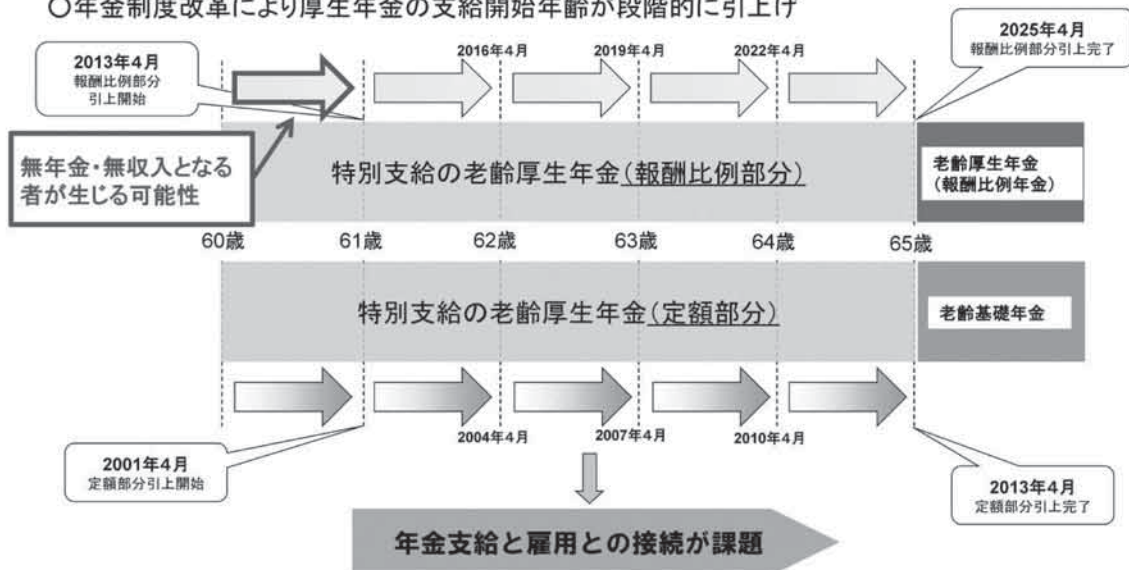 ○年金制度改革により厚生年金の支給開始年齢が段階的に引上げ
2013年4月
報酬比例部分
引上開始
2016年4月
2019年4月
2022年4月
2025年4月
報酬比例部分引上完了
無年金・無収入となる
者が生じる可能性
特別支給の老齢厚生年金(報酬比例部分)
老齢厚生年金
(報酬比例年金)
60歳
61歳
62歳
63歳
64歳
65歳
特別支給の老齢厚生年金(定額部分)
老齢基礎年金
2001年4月
定額部分引上開始
2004年4月
2007年4月
2010年4月
2013年4月
定額部分引上完了
年金支給と雇用との接続が課題